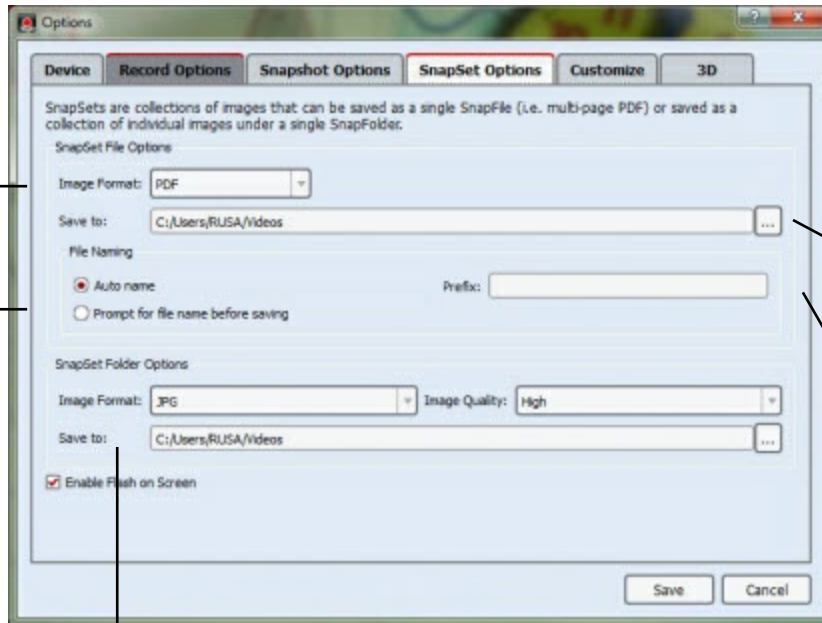 Options
? x
Device Record Options Snapshot Options SnapSet Options Customize 3D
SnapSets are collections of images that can be saved as a single SnapFile (i.e. multi-page PDF) or saved as a
collection of individual images under a single SnapFolder.
SnapSet File Options
Image Format: PDF
Save to: C:/Users/RUSA/Videos ...
File Naming
Auto name Prefix:
Prompt for file name before saving
SnapSet Folder Options
Image Format: JPG Image Quality: High
Save to: C:/Users/RUSA/Videos ...
Enable Flash on Screen
Save Cancel